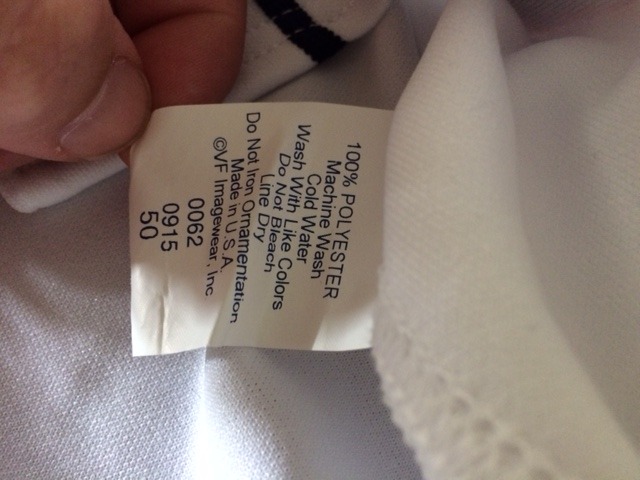 100% POLYESTER
Machine Wash
Cold Water
Wash With Like Colors
Do Not Bleach
Line Dry
Do Not Iron Ornamentation
Made in U.S.A.
©VF Imagewear, Inc
0062
0915
50